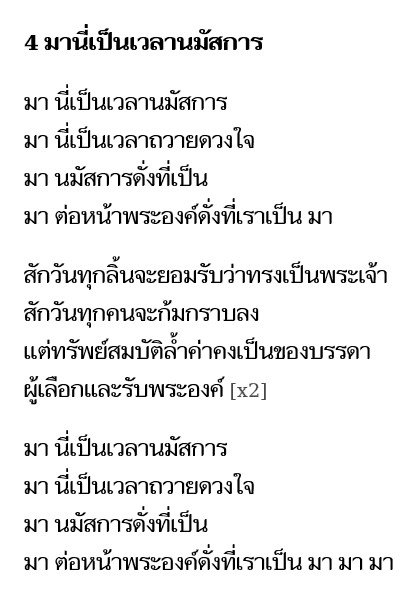 4 มานี่เป็นเวลานมัสการ
มา นี่เป็นเวลานมัสการ
มา นี่เป็นเวลาถวายดวงใจ
มา นมัสการดั่งที่เป็น
มา ต่อหน้าพระองค์ดั่งที่เราเป็น มา
สักวันทุกลิ้นจะยอมรับว่าทรงเป็นพระเจ้า
สักวันทุกคนจะก้มกราบลง
แต่ทรัพย์สมบัติล้ำค่าคงเป็นของบรรดา
ผู้เลือกและรับพระองค์ [x2]
มา นี่เป็นเวลานมัสการ
มา นี่เป็นเวลาถวายดวงใจ
มา นมัสการดั่งที่เป็น
มา ต่อหน้าพระองค์ดั่งที่เราเป็น มา มา มา